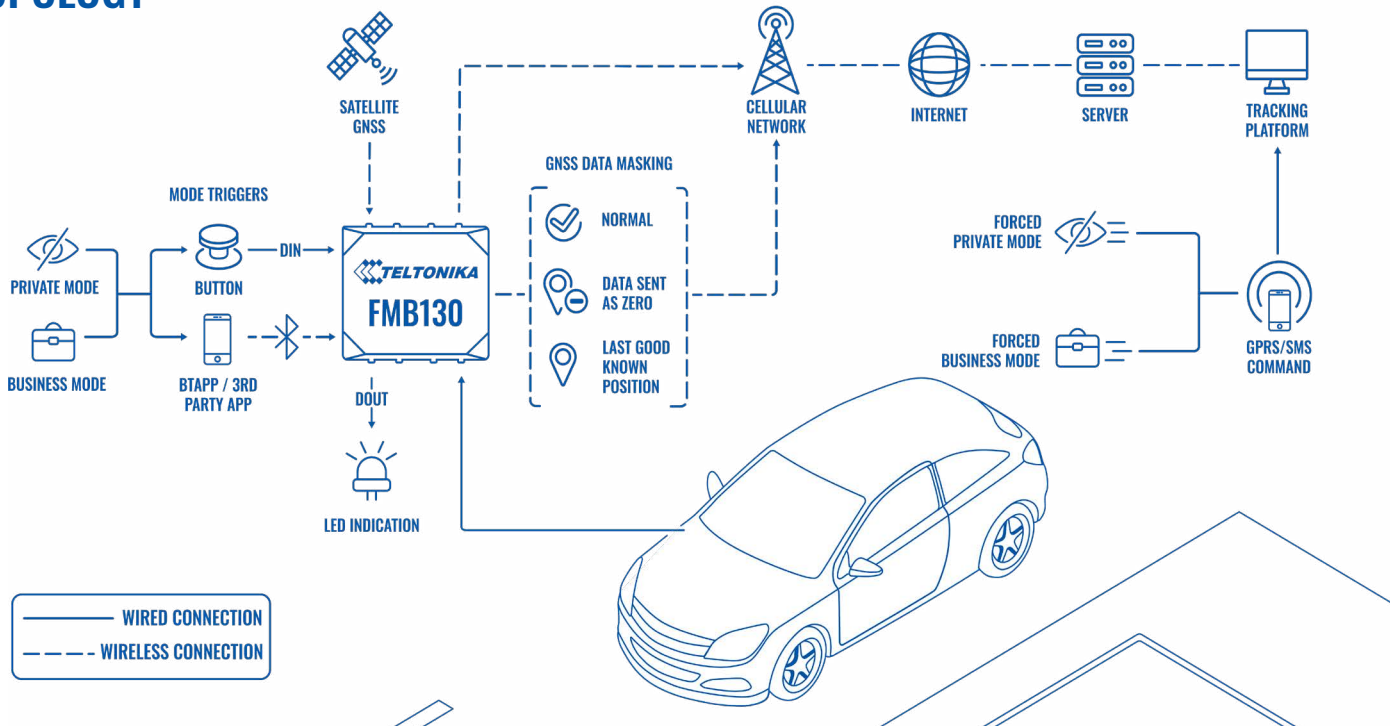 SATELLITE
GNSS
CELLULAR
NETWORK
INTERNET
SERVER
TRACKING
PLATFORM
GNSS DATA MASKING
NORMAL
DATA SENT
AS ZERO
LAST GOOD
KNOWN
POSITION
MODE TRIGGERS
PRIVATE MODE
BUSINESS MODE
BUTTON
DIN
BTAPP / 3RD
PARTY APP
TELTONIKA
FMB130
DOUT
LED INDICATION
FORCED
PRIVATE MODE
FORCED
BUSINESS MODE
GPRS/SMS
COMMAND
WIRED CONNECTION
WIRELESS CONNECTION